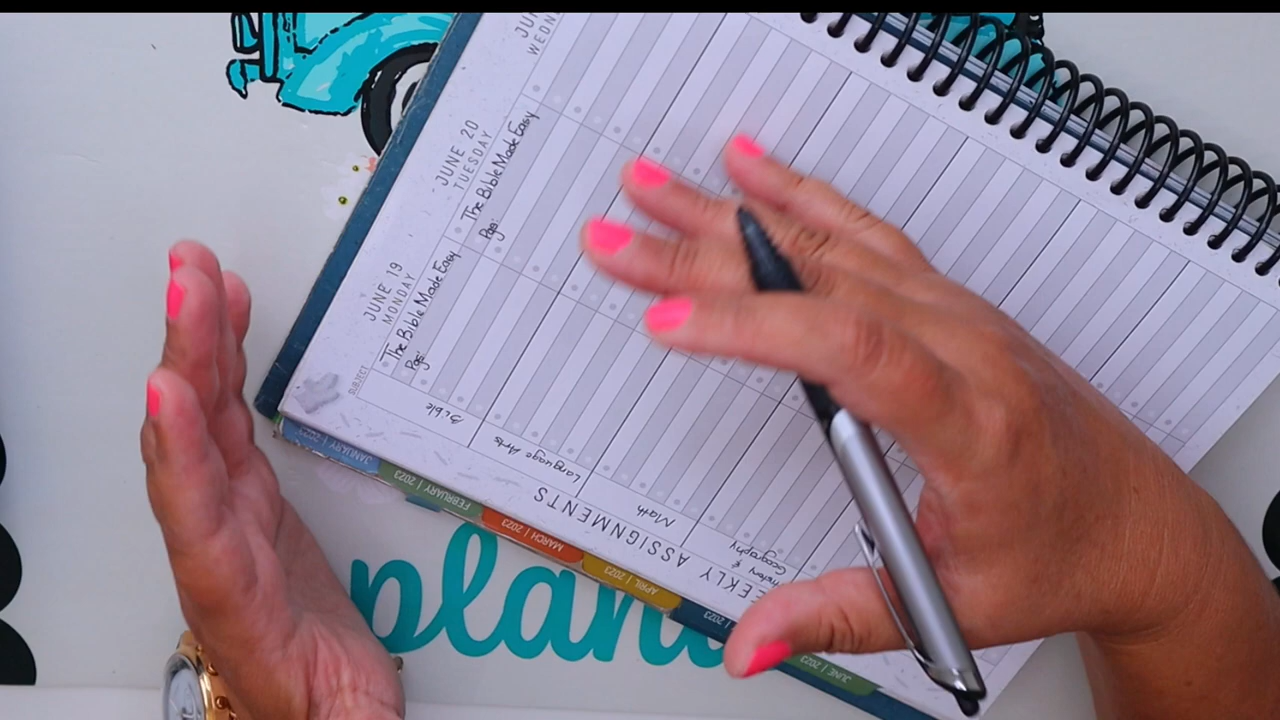 WEDN
JUNE 20
TUESDAY
The Bible Made Easy
Pg:
JUNE 19
MONDAY
The Bible Made Easy
Pg:
SUBJECT
Bible
Language Arts
Math
Geography
WEEKLY ASSIGNMENTS
JANUARY | 2023
FEBRUARY | 2023
MARCH | 2023
APRIL | 2023
2023
JUNE
plan